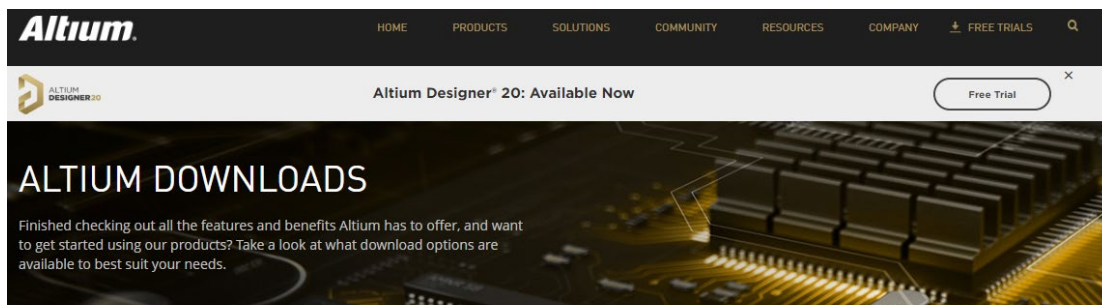 Altium.
HOME PRODUCTS SOLUTIONS COMMUNITY RESOURCES COMPANY FREE TRIALS
ALTIUM
DESIGNER 20
Altium Designer® 20: Available Now
Free Trial
ALTIUM DOWNLOADS
Finished checking out all the features and benefits Altium has to offer, and want
to get started using our products? Take a look at what download options are
available to best suit your needs.